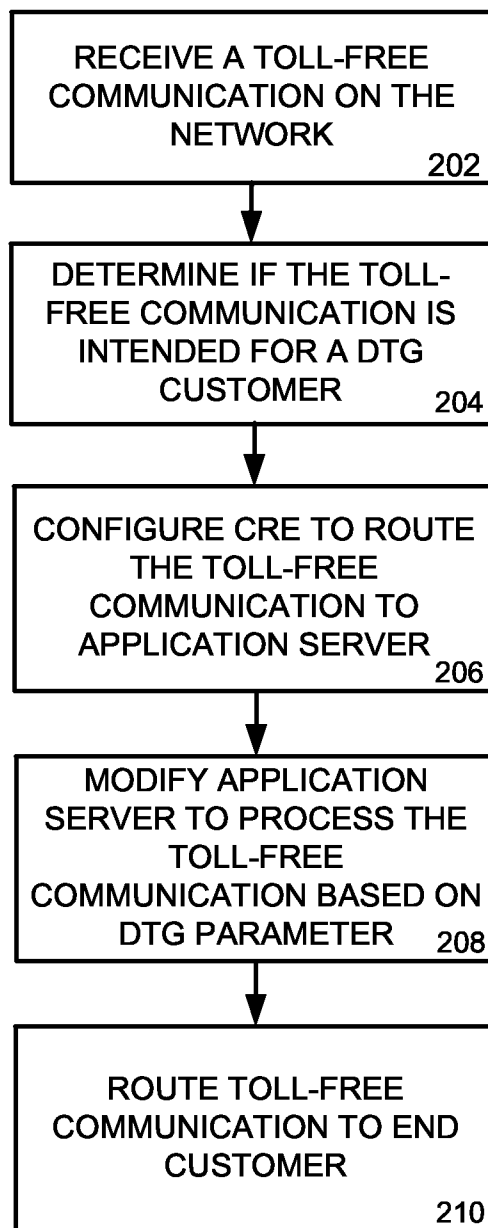 RECEIVE A TOLL-FREE
COMMUNICATION ON THE
NETWORK
202
DETERMINE IF THE TOLL-
FREE COMMUNICATION IS
INTENDED FOR A DTG
CUSTOMER
204
CONFIGURE CRE TO ROUTE
THE TOLL-FREE
COMMUNICATION TO
APPLICATION SERVER
206
MODIFY APPLICATION
SERVER TO PROCESS THE
TOLL-FREE
COMMUNICATION BASED ON
DTG PARAMETER
208
ROUTE TOLL-FREE
COMMUNICATION TO END
CUSTOMER
210